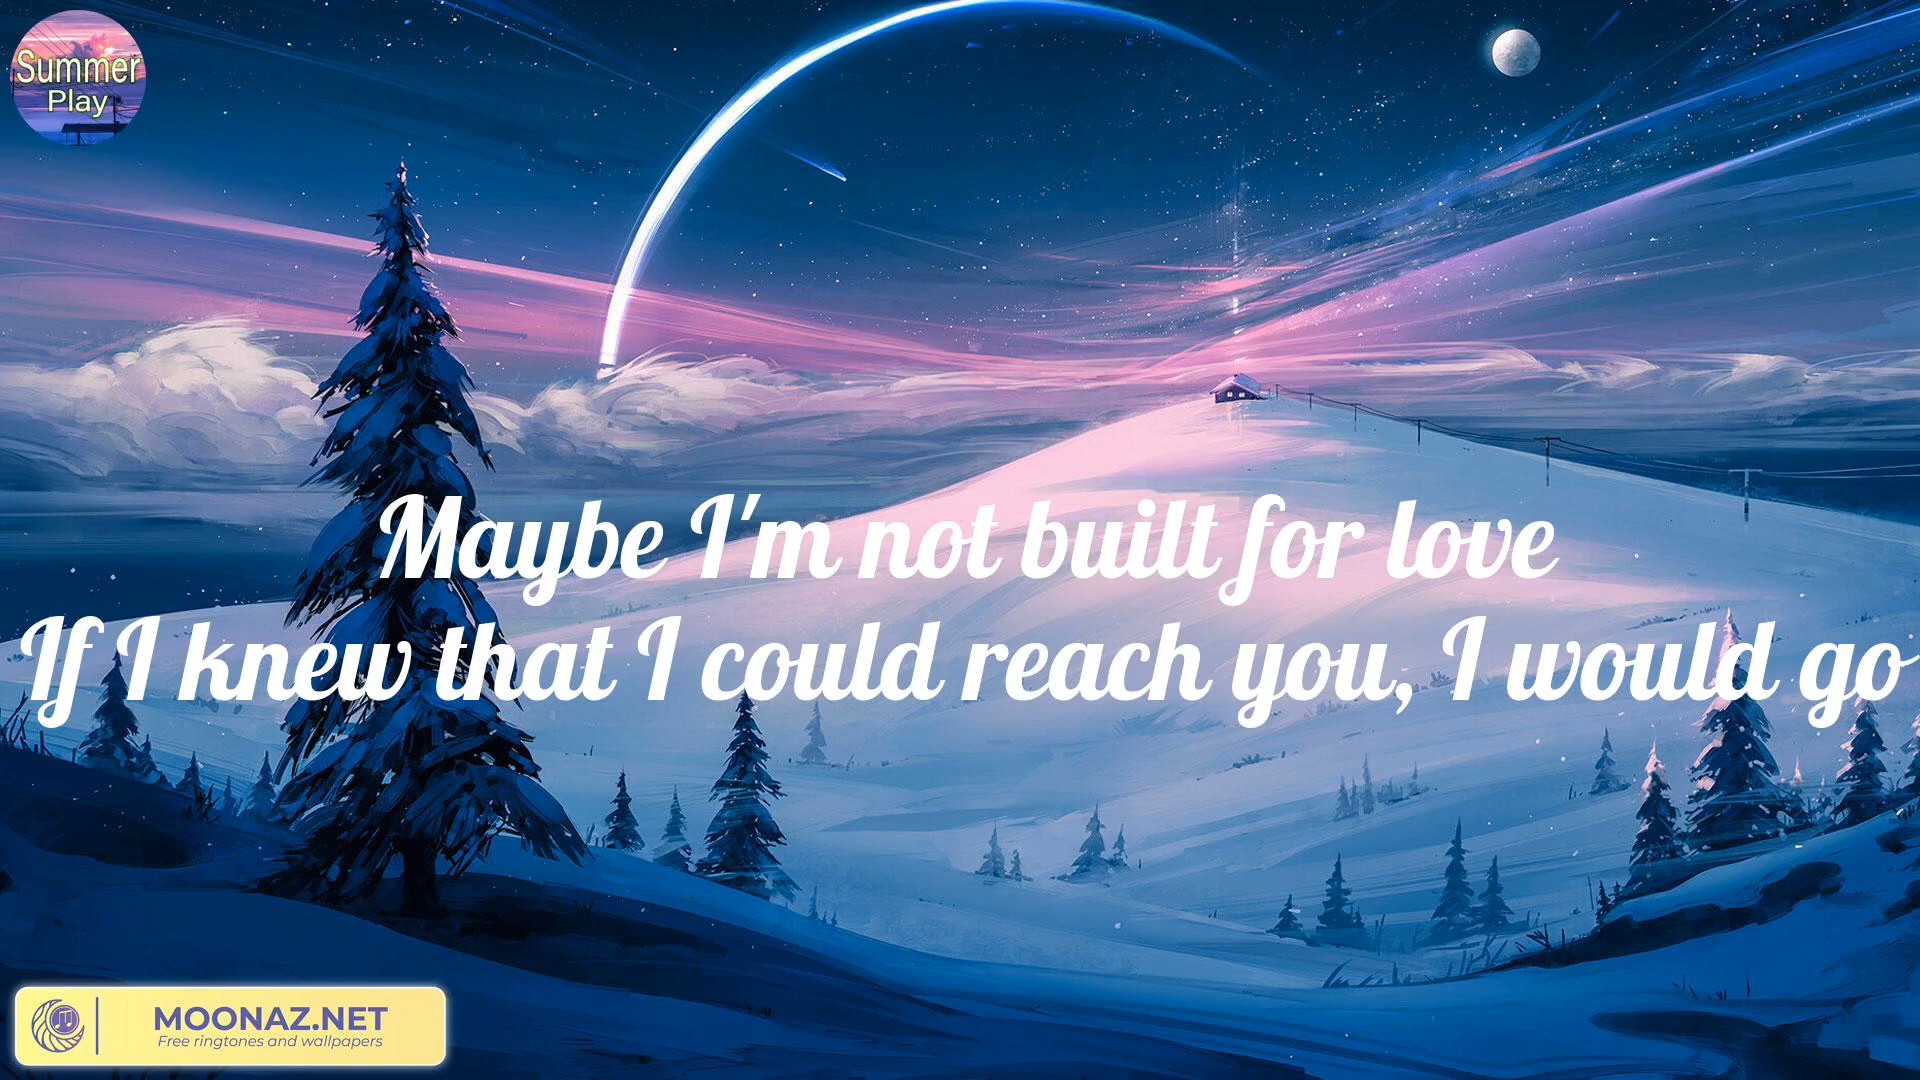 Summer
Play
Maybe I'm not built for love
If I knew that I could reach you, I would go
MOONAZ.NET
Free ringtones and wallpapers